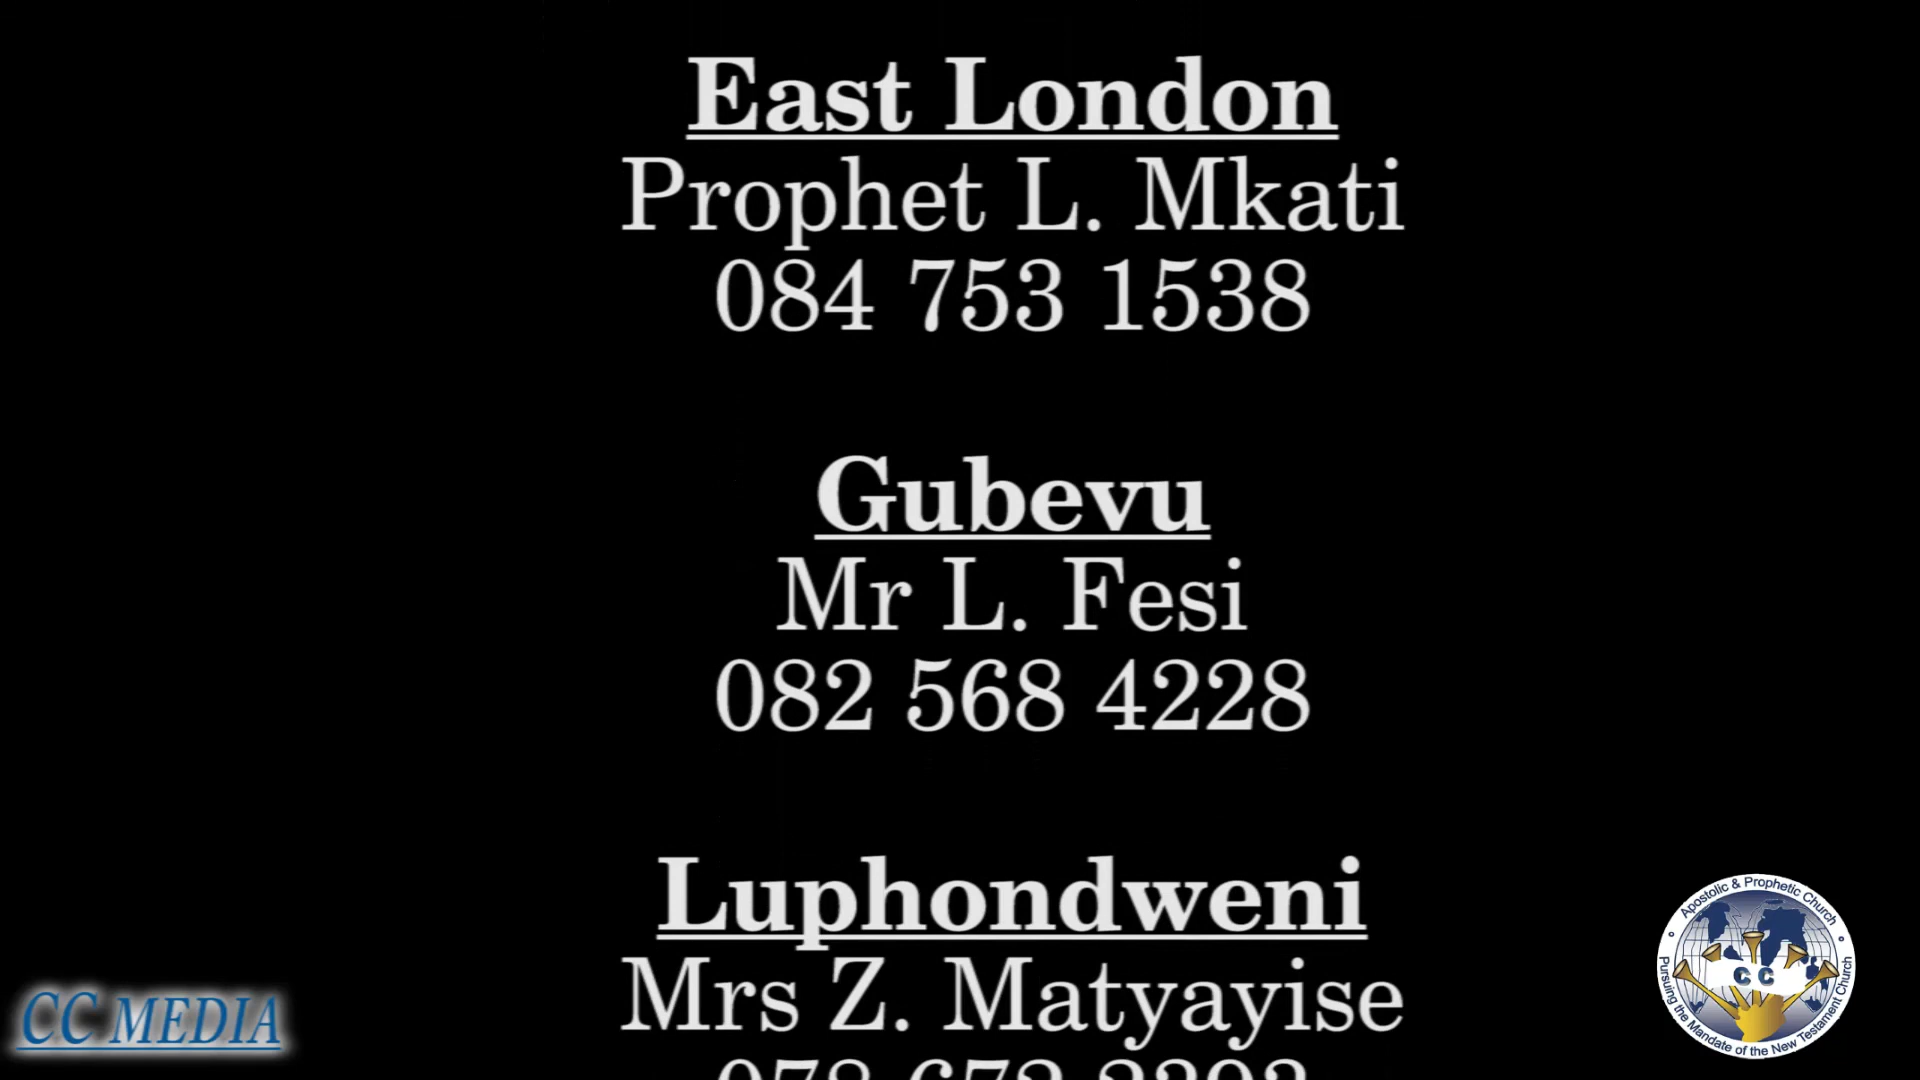 East London
Prophet L. Mkati
084 753 1538
Gubevu
Mr L. Fesi
082 568 4228
Luphondweni
Mrs Z. Matyayise
CC MEDIA
Apostolic & Prophetic Church
C C
Pursuing the Mandate of the New Testament Church